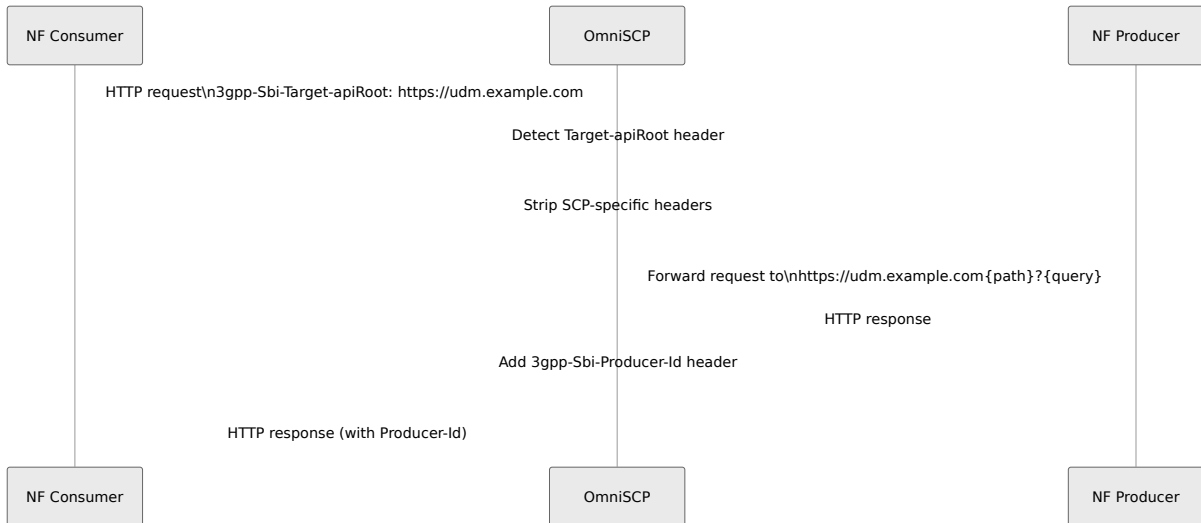 NF Consumer
OmniSCP
NF Producer
HTTP request\n3gpp-Sbi-Target-apiRoot: https://udm.example.com
Detect Target-apiRoot header
Strip SCP-specific headers
Forward request to\nhttps://udm.example.com{path}?{query}
HTTP response
Add 3gpp-Sbi-Producer-Id header
HTTP response (with Producer-Id)
NF Consumer
OmniSCP
NF Producer